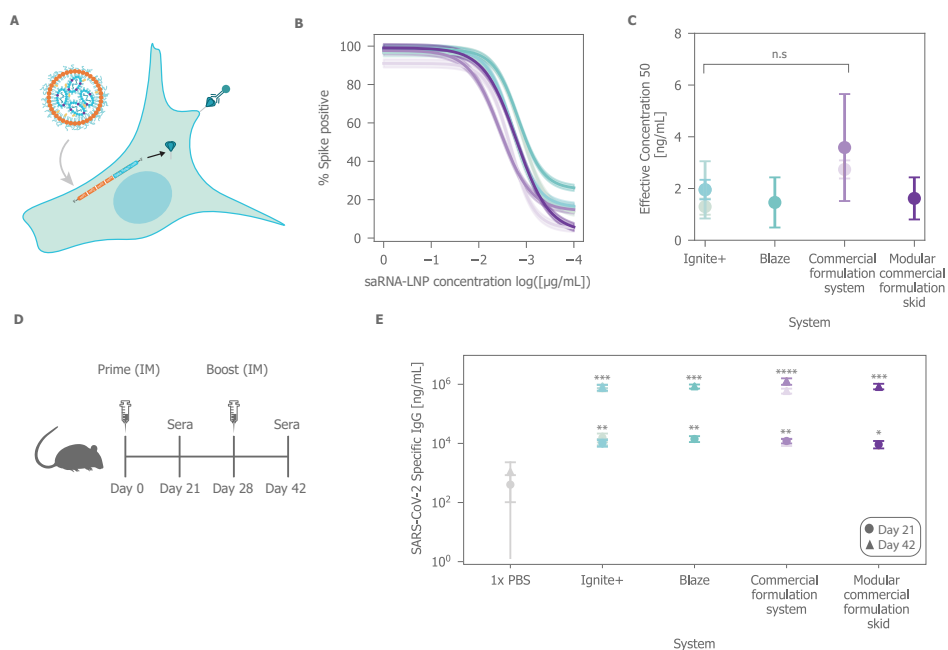 A
B
% Spike positive
100
80
60
40
20
0
0 −1 −2 −3 −4
saRNA-LNP concentration log([µg/mL])
C
Effective Concentration 50
[ng/mL]
8
6
4
2
0
n.s
Ignite+
Blaze
Commercial
formulation
system
Modular
commercial
formulation
skid
System
D
Prime (IM)
Boost (IM)
Sera
Sera
Day 0
Day 21
Day 28
Day 42
E
SARS-CoV-2 Specific IgG [ng/mL]
10⁶
10⁴
10²
10⁰
*** *** **** ***
** ** ** *
Day 21
Day 42
1x PBS
Ignite+
Blaze
Commercial
formulation
system
Modular
commercial
formulation
skid
System